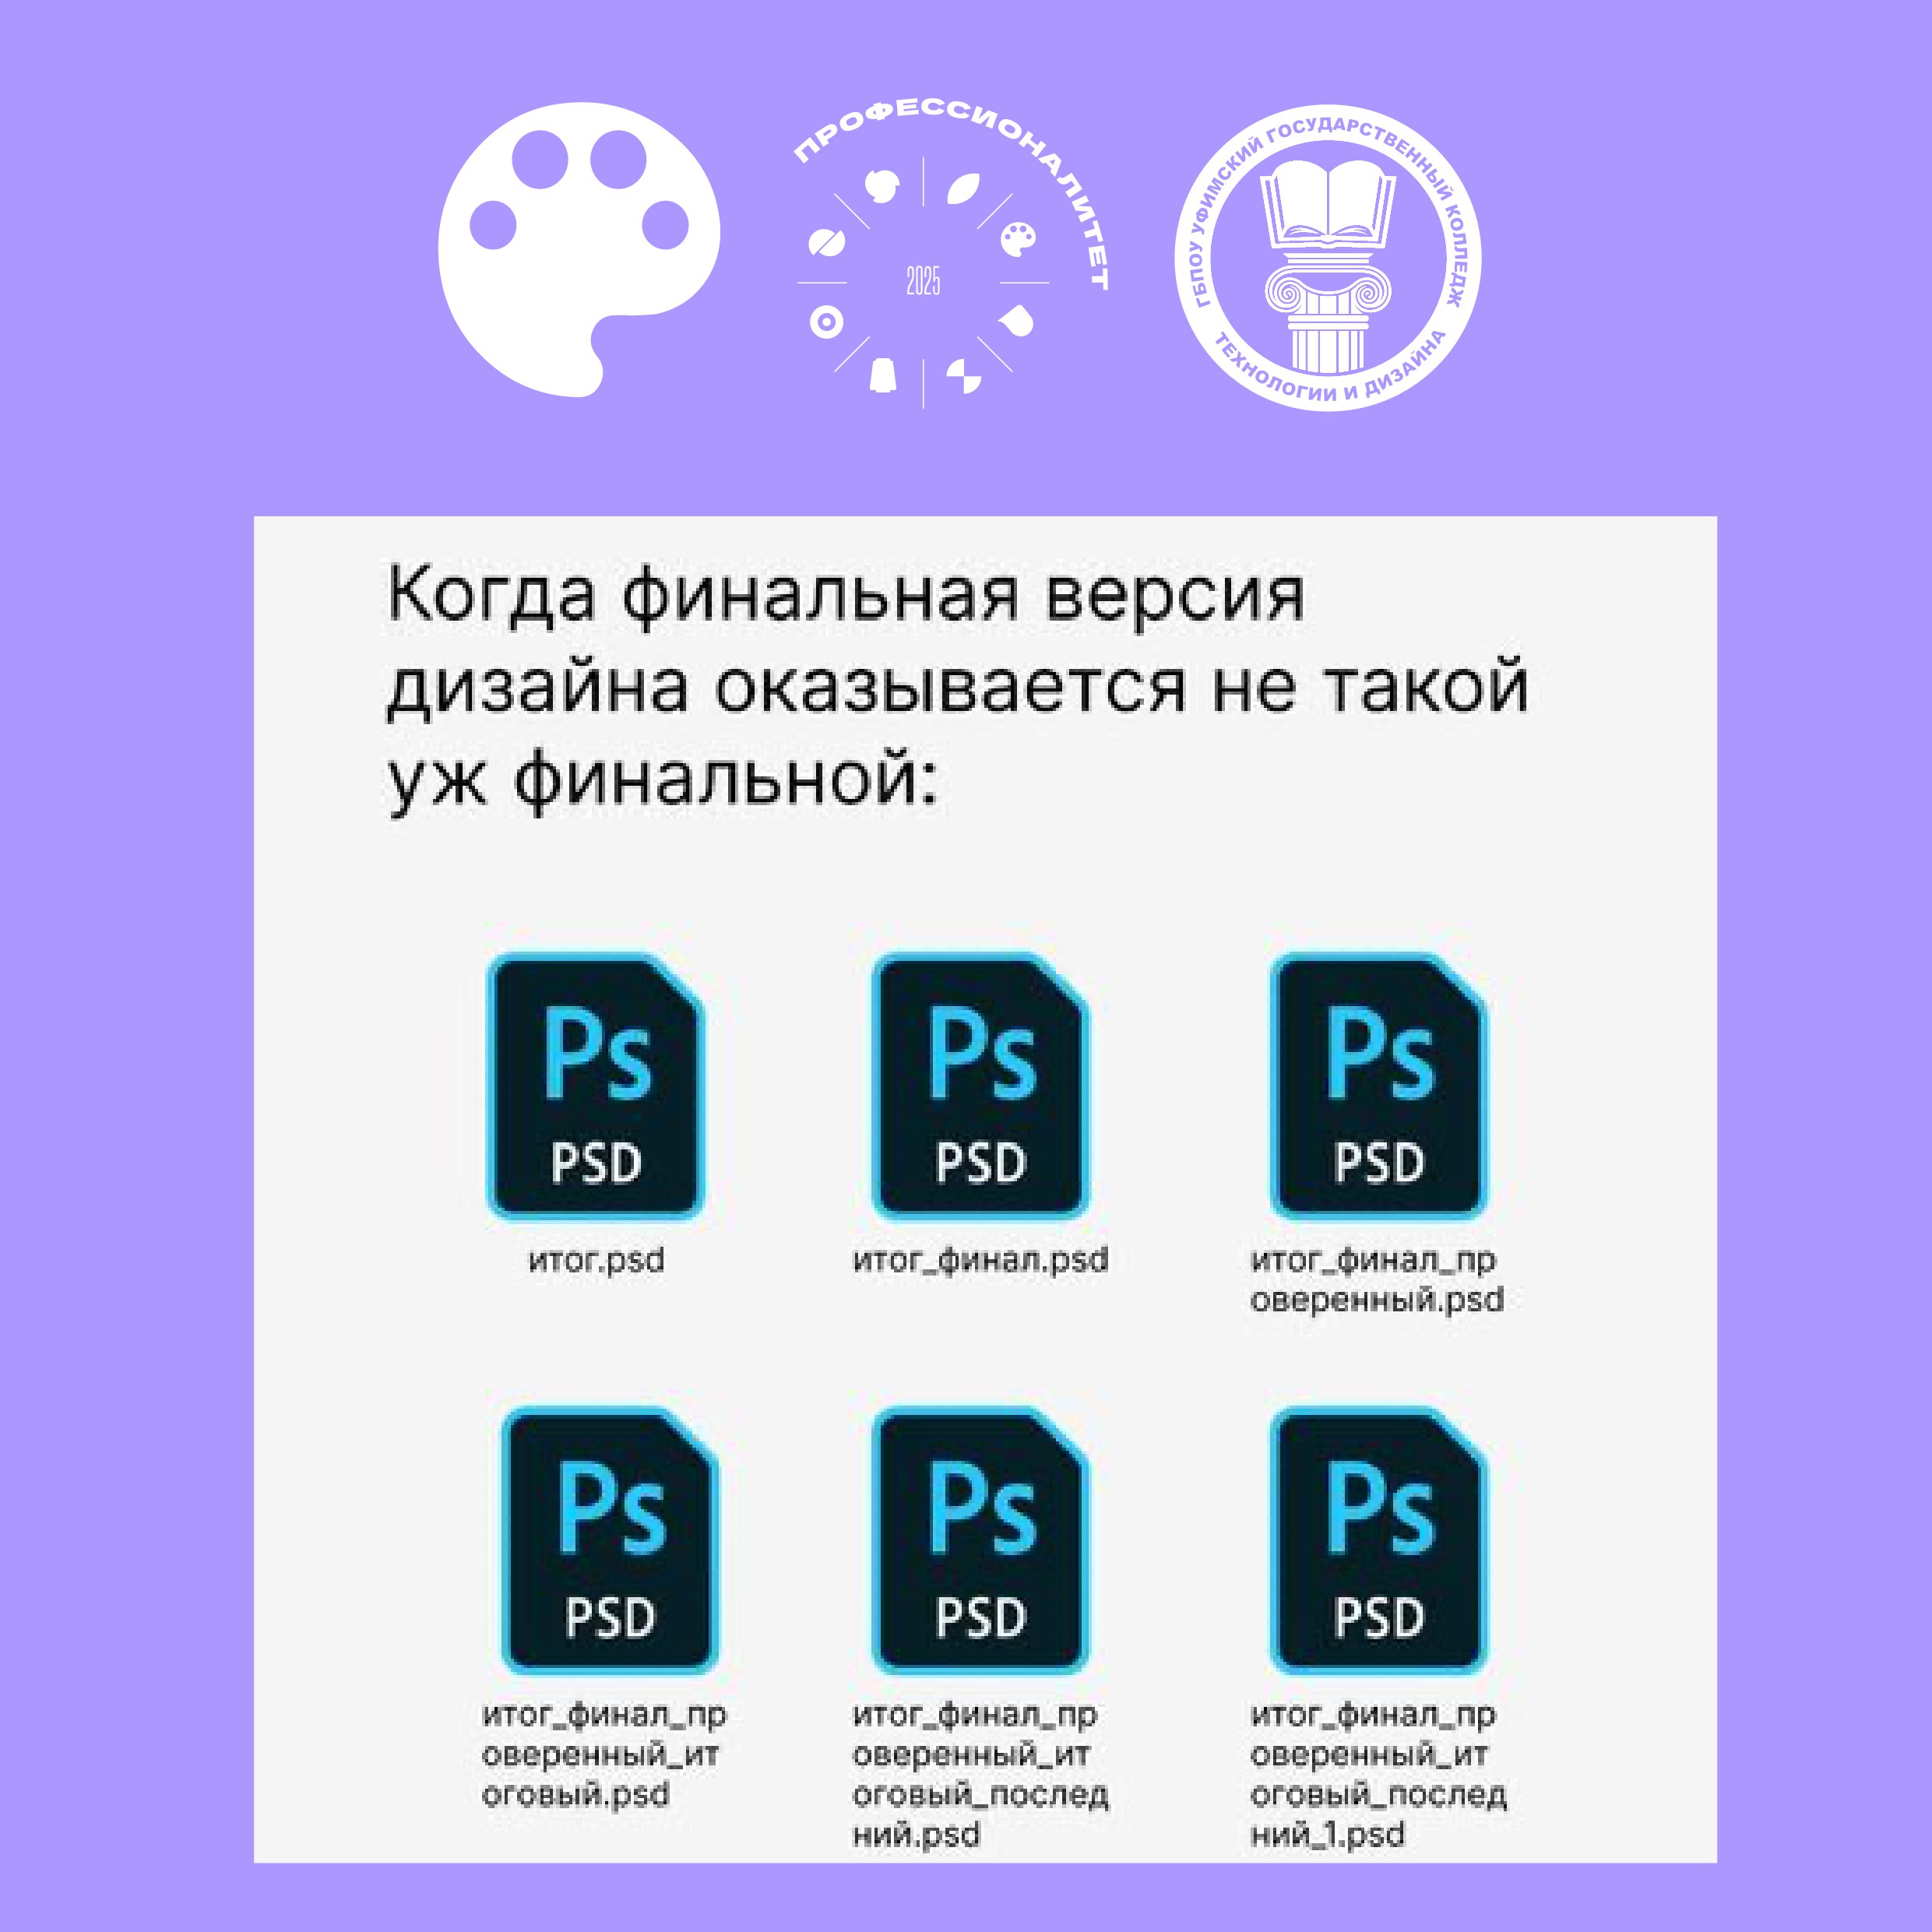 ПРОФЕССИОНАЛИТЕТ
2025
ГБПОУ УФИМСКИЙ ГОСУДАРСТВЕННЫЙ КОЛЛЕДЖ
ТЕХНОЛОГИИ И ДИЗАЙНА
Когда финальная версия
дизайна оказывается не такой
уж финальной:
Ps
PSD
итог.psd
Ps
PSD
итог_финал.psd
Ps
PSD
итог_финал_пр
оверенный.psd
Ps
PSD
итог_финал_пр
оверенный_ит
оговый.psd
Ps
PSD
итог_финал_пр
оверенный_ит
оговый_послед
ний.psd
Ps
PSD
итог_финал_пр
оверенный_ит
оговый_послед
ний_1.psd